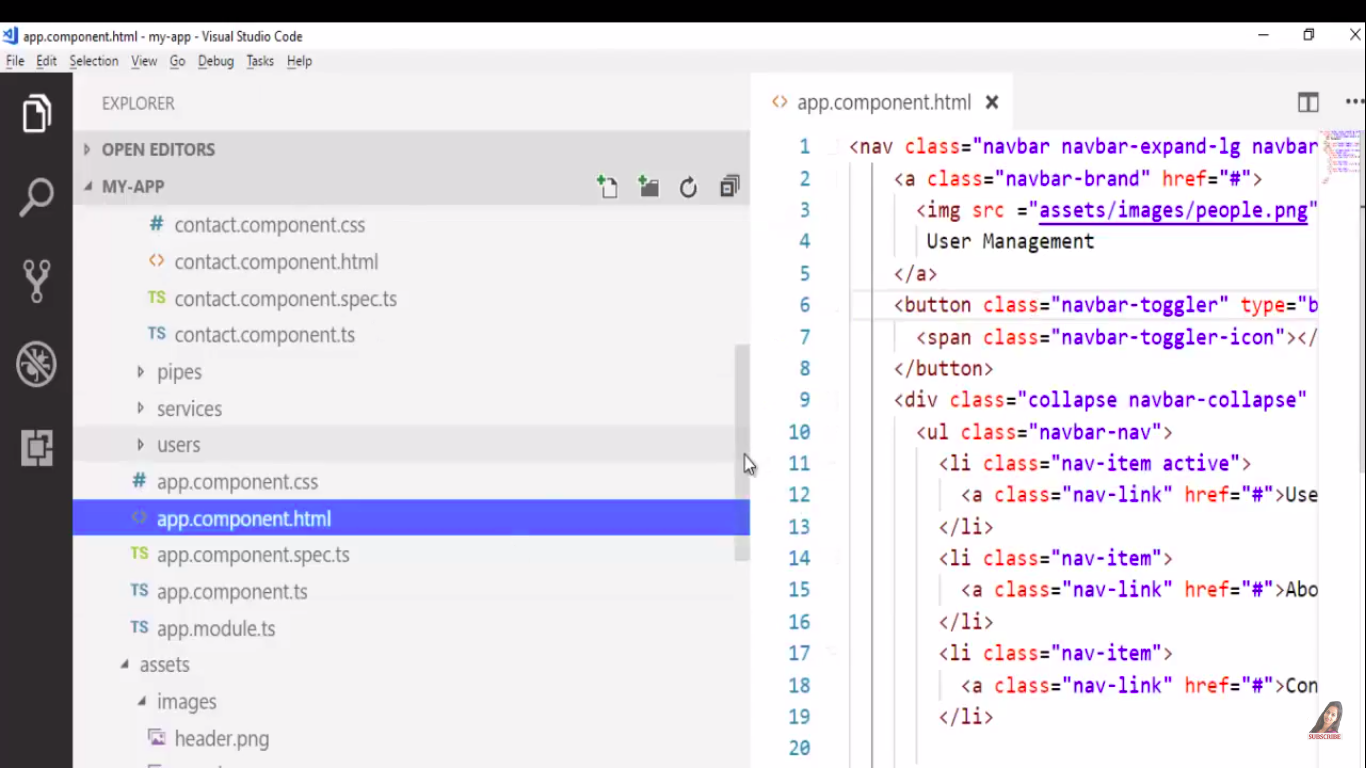 app.component.html - my-app - Visual Studio Code
File Edit Selection View Go Debug Tasks Help
EXPLORER
OPEN EDITORS
MY-APP
# contact.component.css
<> contact.component.html
TS contact.component.spec.ts
TS contact.component.ts
pipes
services
users
# app.component.css
<> app.component.html
TS app.component.spec.ts
TS app.component.ts
TS app.module.ts
assets
images
header.png
<> app.component.html
1 <nav class="navbar navbar-expand-lg navbar
2 <a class="navbar-brand" href="#">
3 <img src ="assets/images/people.png"
4 User Management
5 </a>
6 <button class="navbar-toggler" type="b
7 <span class="navbar-toggler-icon"></
8 </button>
9 <div class="collapse navbar-collapse"
10 <ul class="navbar-nav">
11 <li class="nav-item active">
12 <a class="nav-link" href="#">Use
13 </li>
14 <li class="nav-item">
15 <a class="nav-link" href="#">Abo
16 </li>
17 <li class="nav-item">
18 <a class="nav-link" href="#">Con
19 </li>
20
SUBSCRIBE